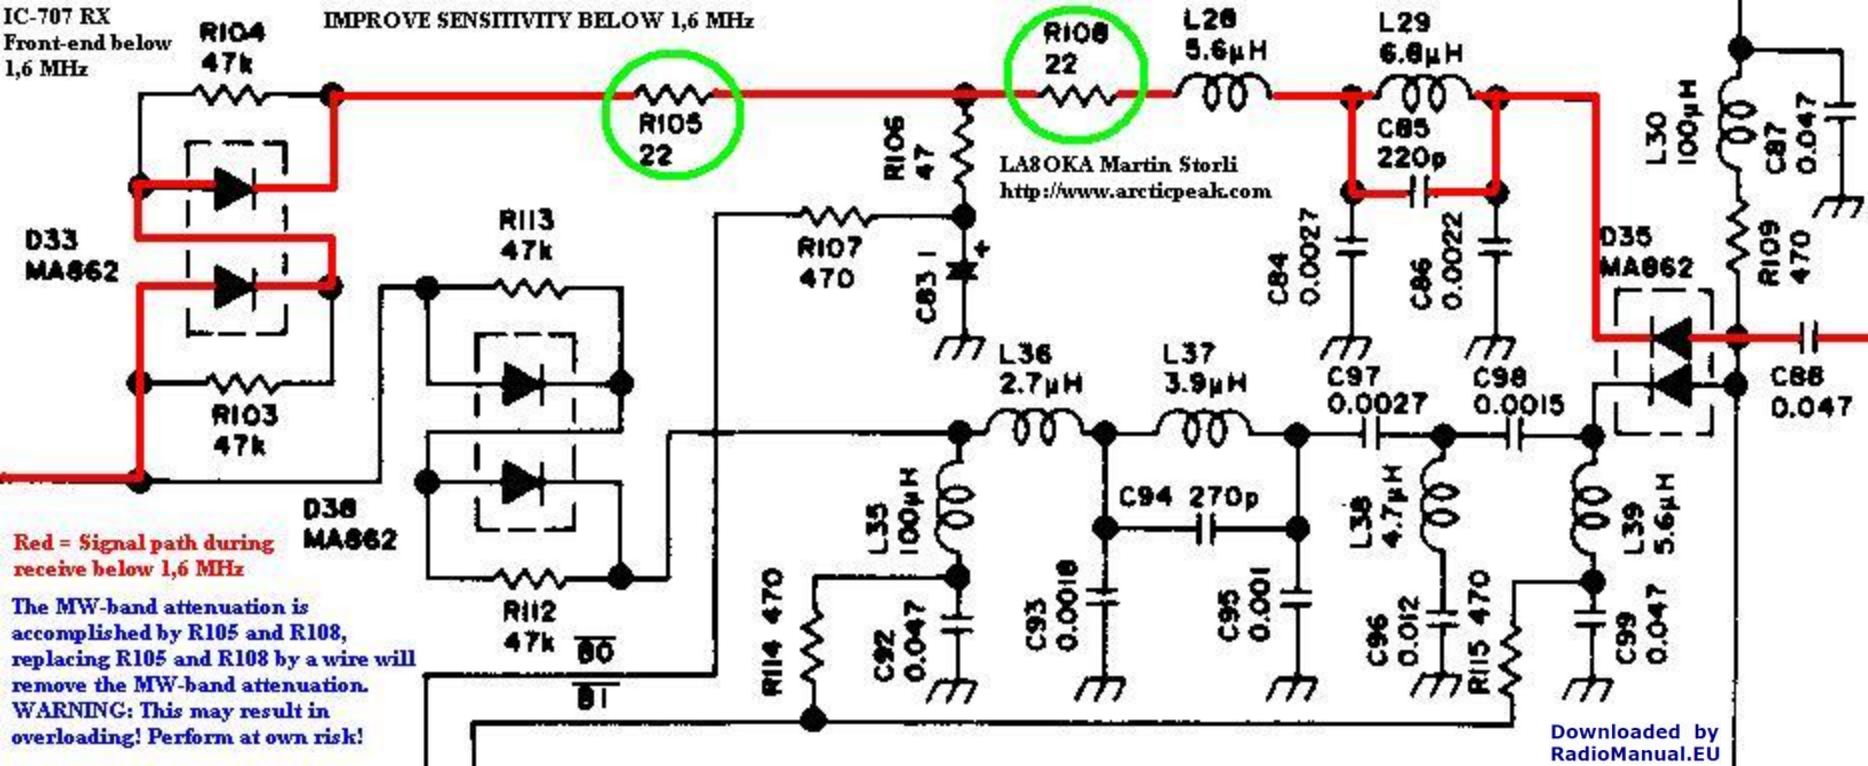 IC-707 RX
Front-end below
1,6 MHz
IMPROVE SENSITIVITY BELOW 1,6 MHz
R104
47k
R105
22
R108
22
L28
5.6µH
L29
6.8µH
C85
220p
R106
47
LA8OKA Martin Storli
http://www.arcticpeak.com
L30
100µH
C87
0.047
D33
MA862
R113
47k
R107
470
C83 1
+
C84
0.0027
C86
0.0022
D35
MA862
R109
470
R103
47k
L36
2.7µH
L37
3.9µH
C97
0.0027
C98
0.0015
C88
0.047
D36
MA862
L35
100µH
C94 270p
L38
4.7µH
L39
5.6µH
Red = Signal path during
receive below 1,6 MHz
The MW-band attenuation is
accomplished by R105 and R108,
replacing R105 and R108 by a wire will
remove the MW-band attenuation.
WARNING: This may result in
overloading! Perform at own risk!
R112
47k
B0
B1
R114 470
C92
0.047
C93
0.0018
C95
0.001
C96
0.012
R115 470
C99
0.047
Downloaded by
RadioManual.EU